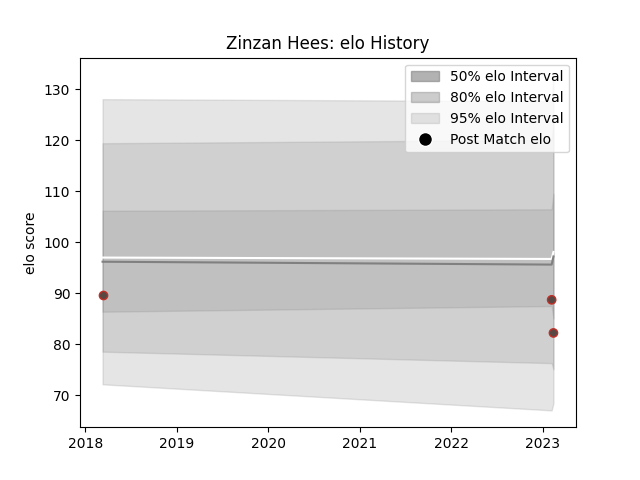 Zinzan Hees: elo History
50% elo Interval
80% elo Interval
95% elo Interval
Post Match elo
elo score
130
120
110
100
90
80
70
2018
2019
2020
2021
2022
2023